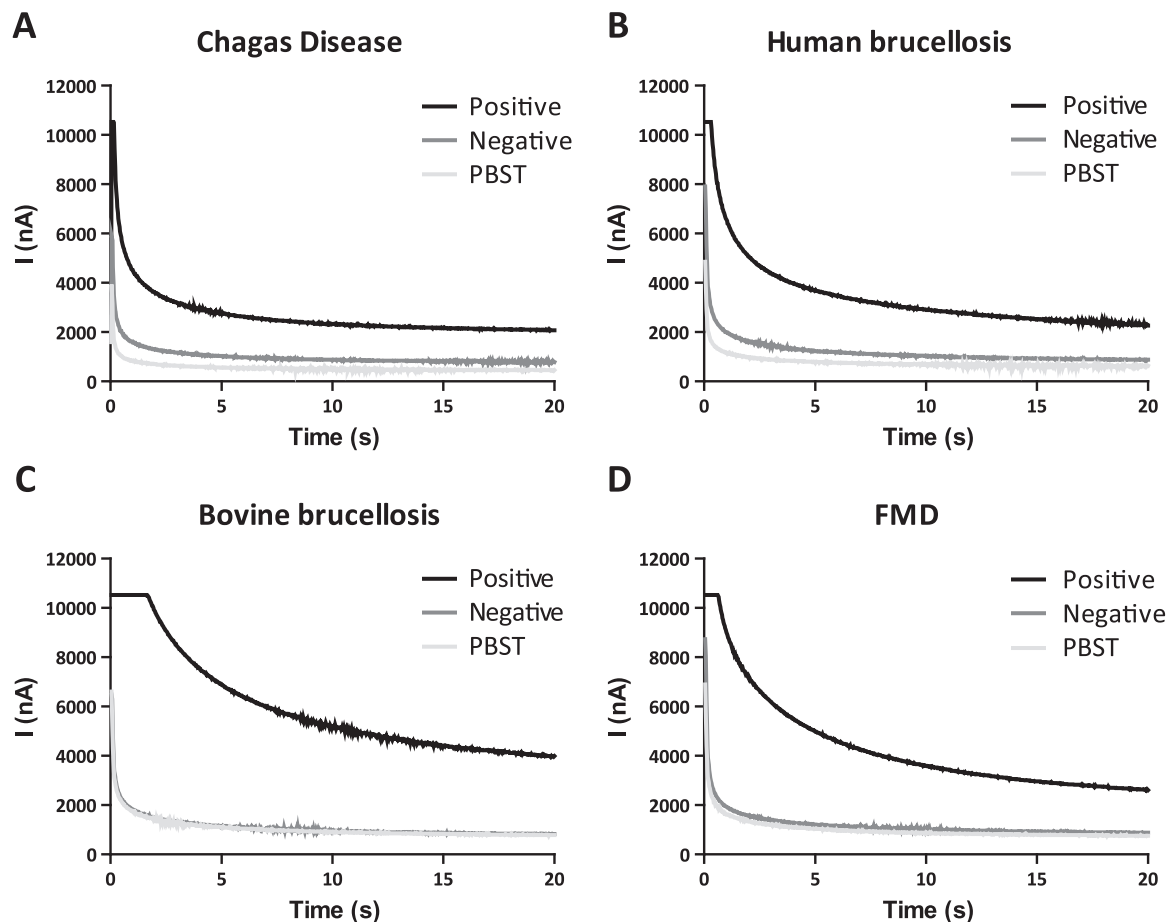 A
Chagas Disease
I (nA)
12000
10000
8000
6000
4000
2000
0
0 5 10 15 20
Time (s)
Positive
Negative
PBST
B
Human brucellosis
I (nA)
12000
10000
8000
6000
4000
2000
0
0 5 10 15 20
Time (s)
Positive
Negative
PBST
C
Bovine brucellosis
I (nA)
12000
10000
8000
6000
4000
2000
0
0 5 10 15 20
Time (s)
Positive
Negative
PBST
D
FMD
I (nA)
12000
10000
8000
6000
4000
2000
0
0 5 10 15 20
Time (s)
Positive
Negative
PBST